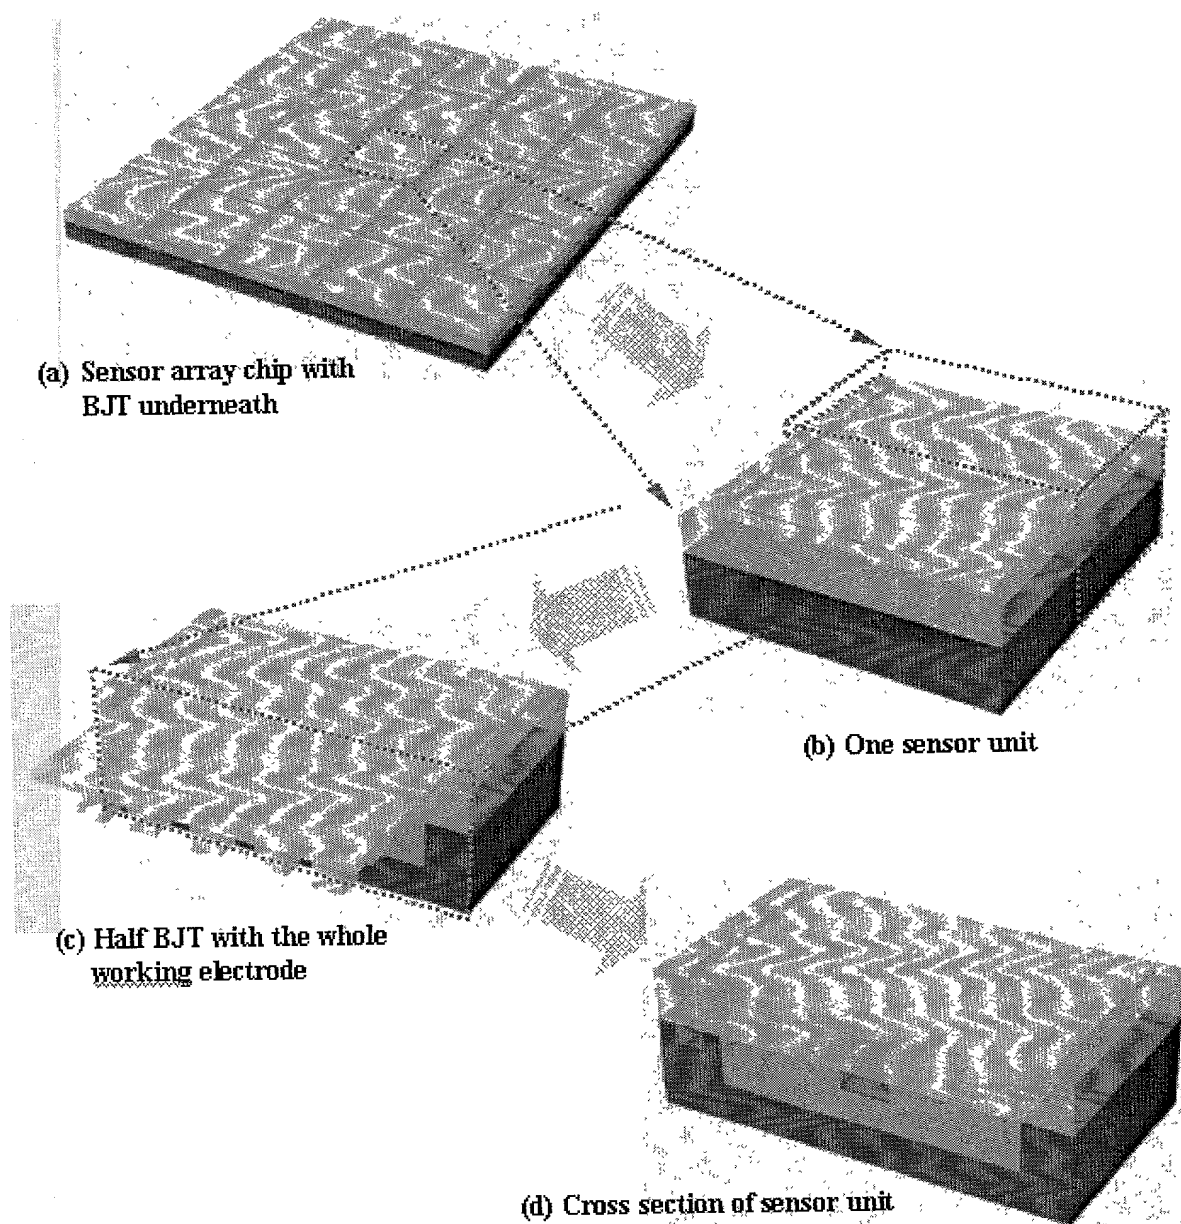 (a) Sensor array chip with
BJT underneath
(b) One sensor unit
(c) Half BJT with the whole
working electrode
(d) Cross section of sensor unit